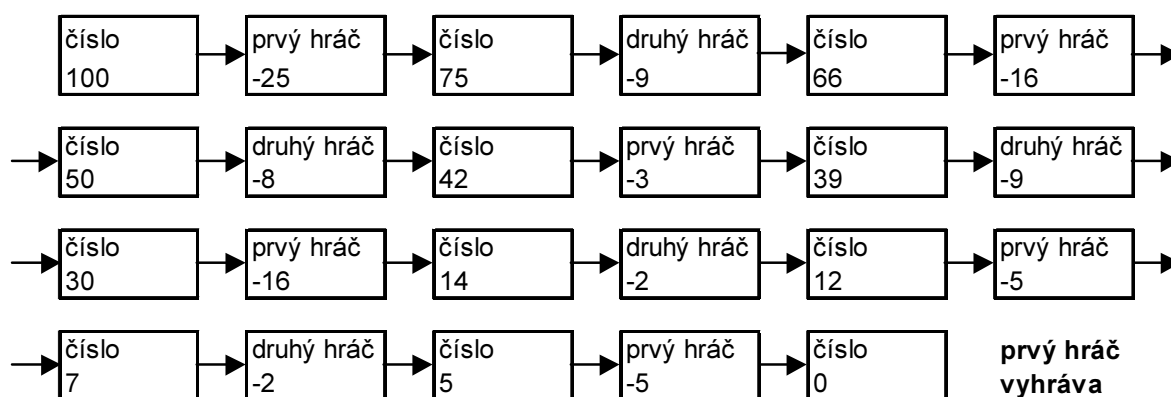 číslo
100
prvý hráč
-25
číslo
75
druhý hráč
-9
číslo
66
prvý hráč
-16
číslo
50
druhý hráč
-8
číslo
42
prvý hráč
-3
číslo
39
druhý hráč
-9
číslo
30
prvý hráč
-16
číslo
14
druhý hráč
-2
číslo
12
prvý hráč
-5
číslo
7
druhý hráč
-2
číslo
5
prvý hráč
-5
číslo
0
prvý hráč
vyhráva